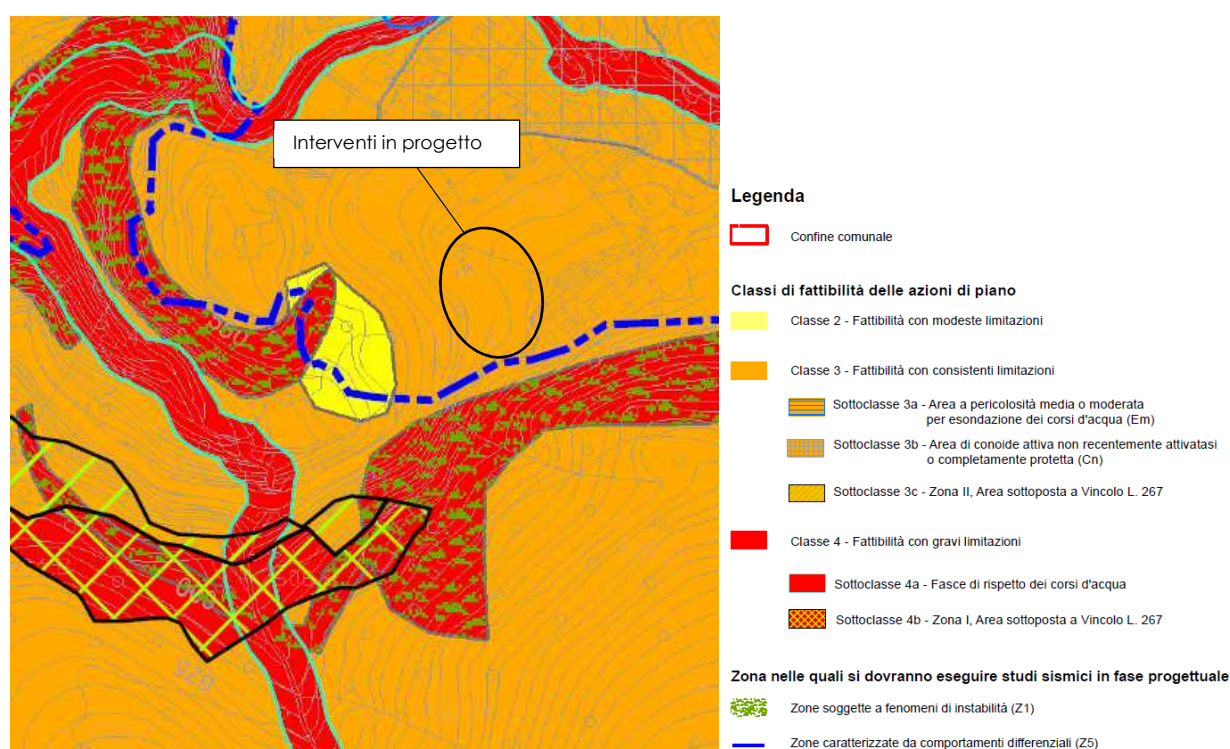 Interventi in progetto
Legenda
Confine comunale
Classi di fattibilità delle azioni di piano
Classe 2 - Fattibilità con modeste limitazioni
Classe 3 - Fattibilità con consistenti limitazioni
Sottoclasse 3a - Area a pericolosità media o moderata
per esondazione dei corsi d'acqua (Em)
Sottoclasse 3b - Area di conoide attiva non recentemente attivatasi
o completamente protetta (Cn)
Sottoclasse 3c - Zona II, Area sottoposta a Vincolo L. 267
Classe 4 - Fattibilità con gravi limitazioni
Sottoclasse 4a - Fasce di rispetto dei corsi d'acqua
Sottoclasse 4b - Zona I, Area sottoposta a Vincolo L. 267
Zona nelle quali si dovranno eseguire studi sismici in fase progettuale
Zone soggette a fenomeni di instabilità (Z1)
Zone caratterizzate da comportamenti differenziali (Z5)